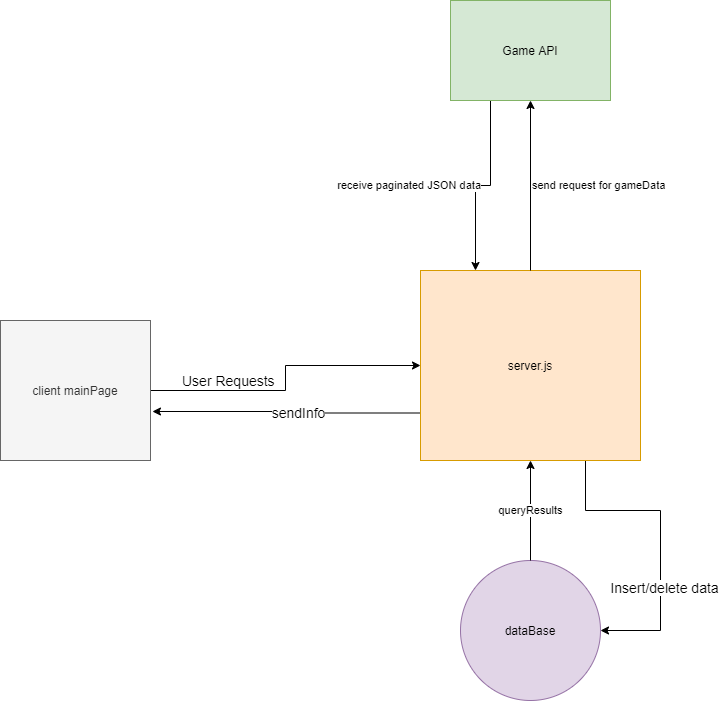 Game API
receive paginated JSON data
send request for gameData
server.js
User Requests
client mainPage
sendInfo
queryResults
Insert/delete data
dataBase